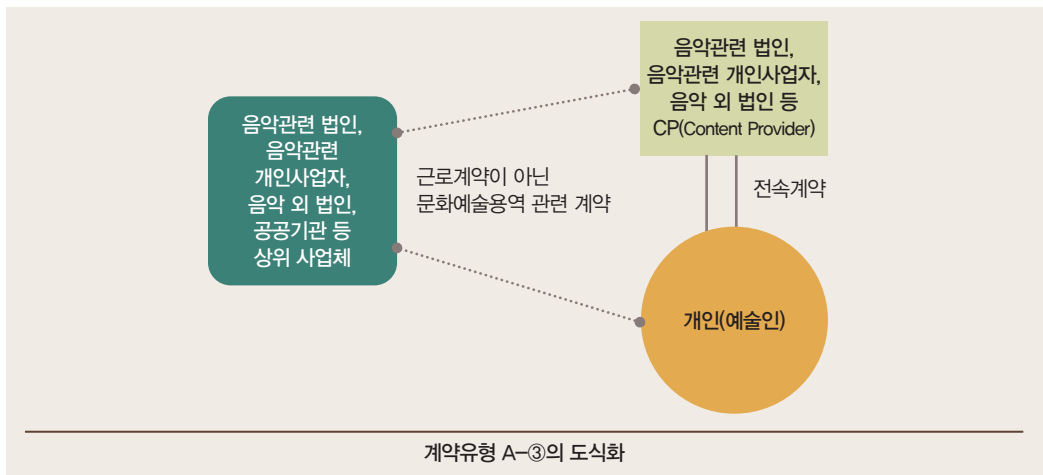 음악관련 법인,
음악관련
개인사업자,
음악 외 법인,
공공기관 등
상위 사업체
근로계약이 아닌
문화예술용역 관련 계약
음악관련 법인,
음악관련 개인사업자,
음악 외 법인 등
CP(Content Provider)
전속계약
개인(예술인)
계약유형 A-③의 도식화